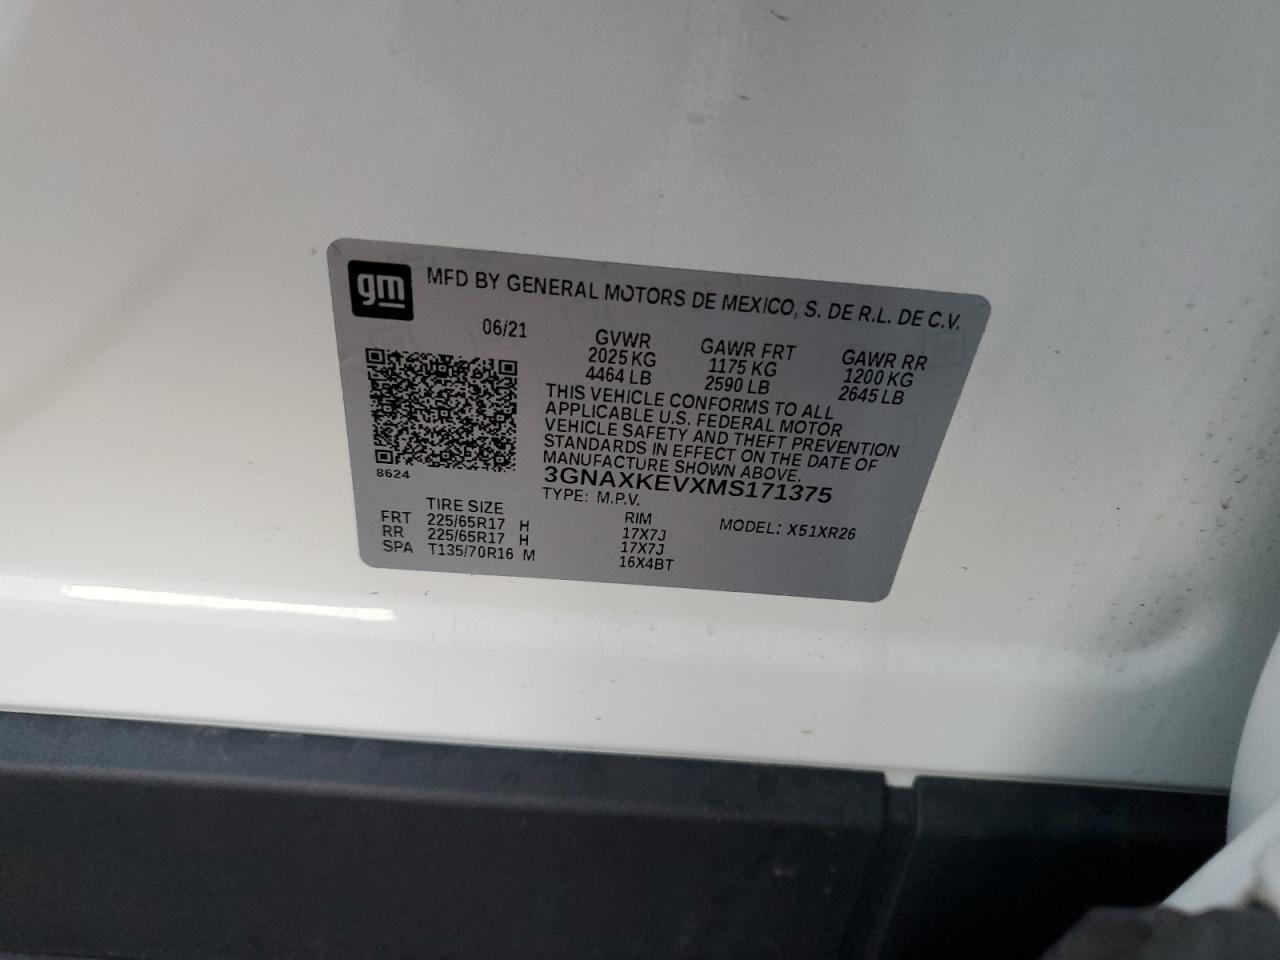 gm MFD BY GENERAL MOTORS DE MEXICO, S. DE R.L. DE C.V.
06/21 GVWR GAWR FRT GAWR RR
2025 KG 1175 KG 1200 KG
4464 LB 2590 LB 2645 LB
THIS VEHICLE CONFORMS TO ALL
APPLICABLE U.S. FEDERAL MOTOR
VEHICLE SAFETY AND THEFT PREVENTION
STANDARDS IN EFFECT ON THE DATE OF
MANUFACTURE SHOWN ABOVE.
8624 3GNAXKEVXMS171375
TYPE: M.P.V.
TIRE SIZE RIM MODEL: X51XR26
FRT 225/65R17 H 17X7J
RR 225/65R17 H 17X7J
SPA T135/70R16 M 16X4BT